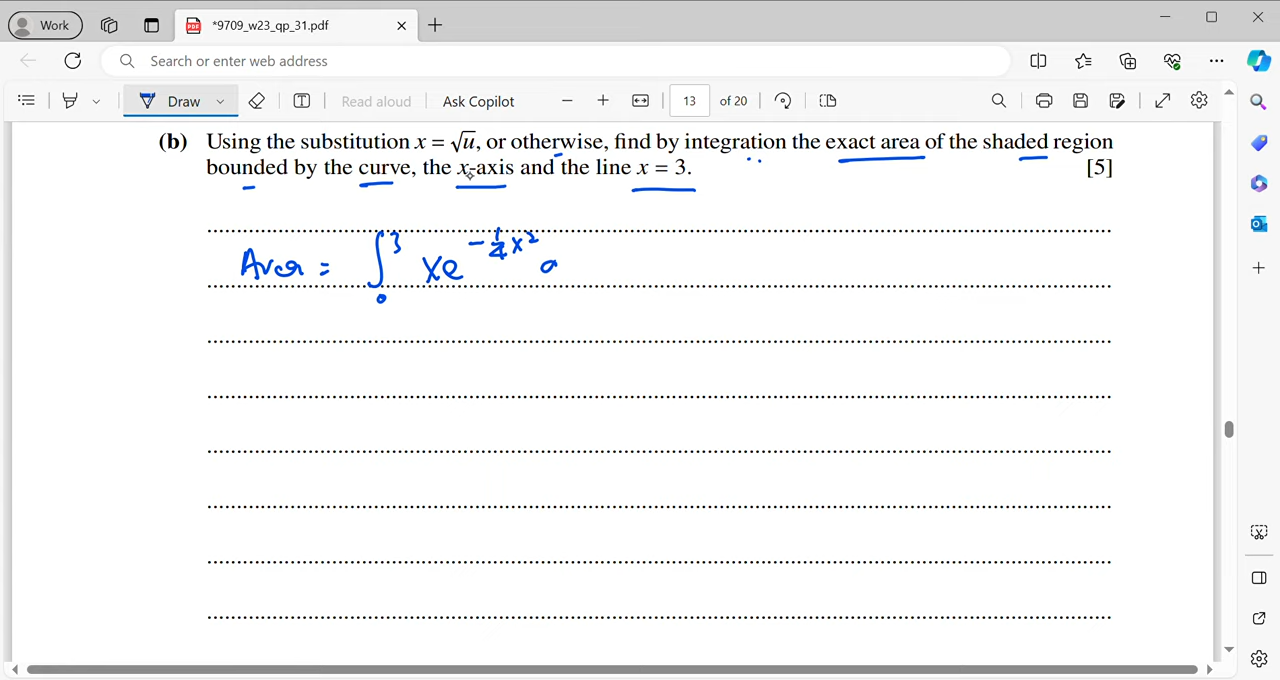 Work
*9709_w23_qp_31.pdf
Search or enter web address
Draw
Read aloud
Ask Copilot
13 of 20
(b) Using the substitution x = √u, or otherwise, find by integration the exact area of the shaded region
bounded by the curve, the x-axis and the line x = 3. [5]
Area = ∫₀³ xe^{-¼x²} d